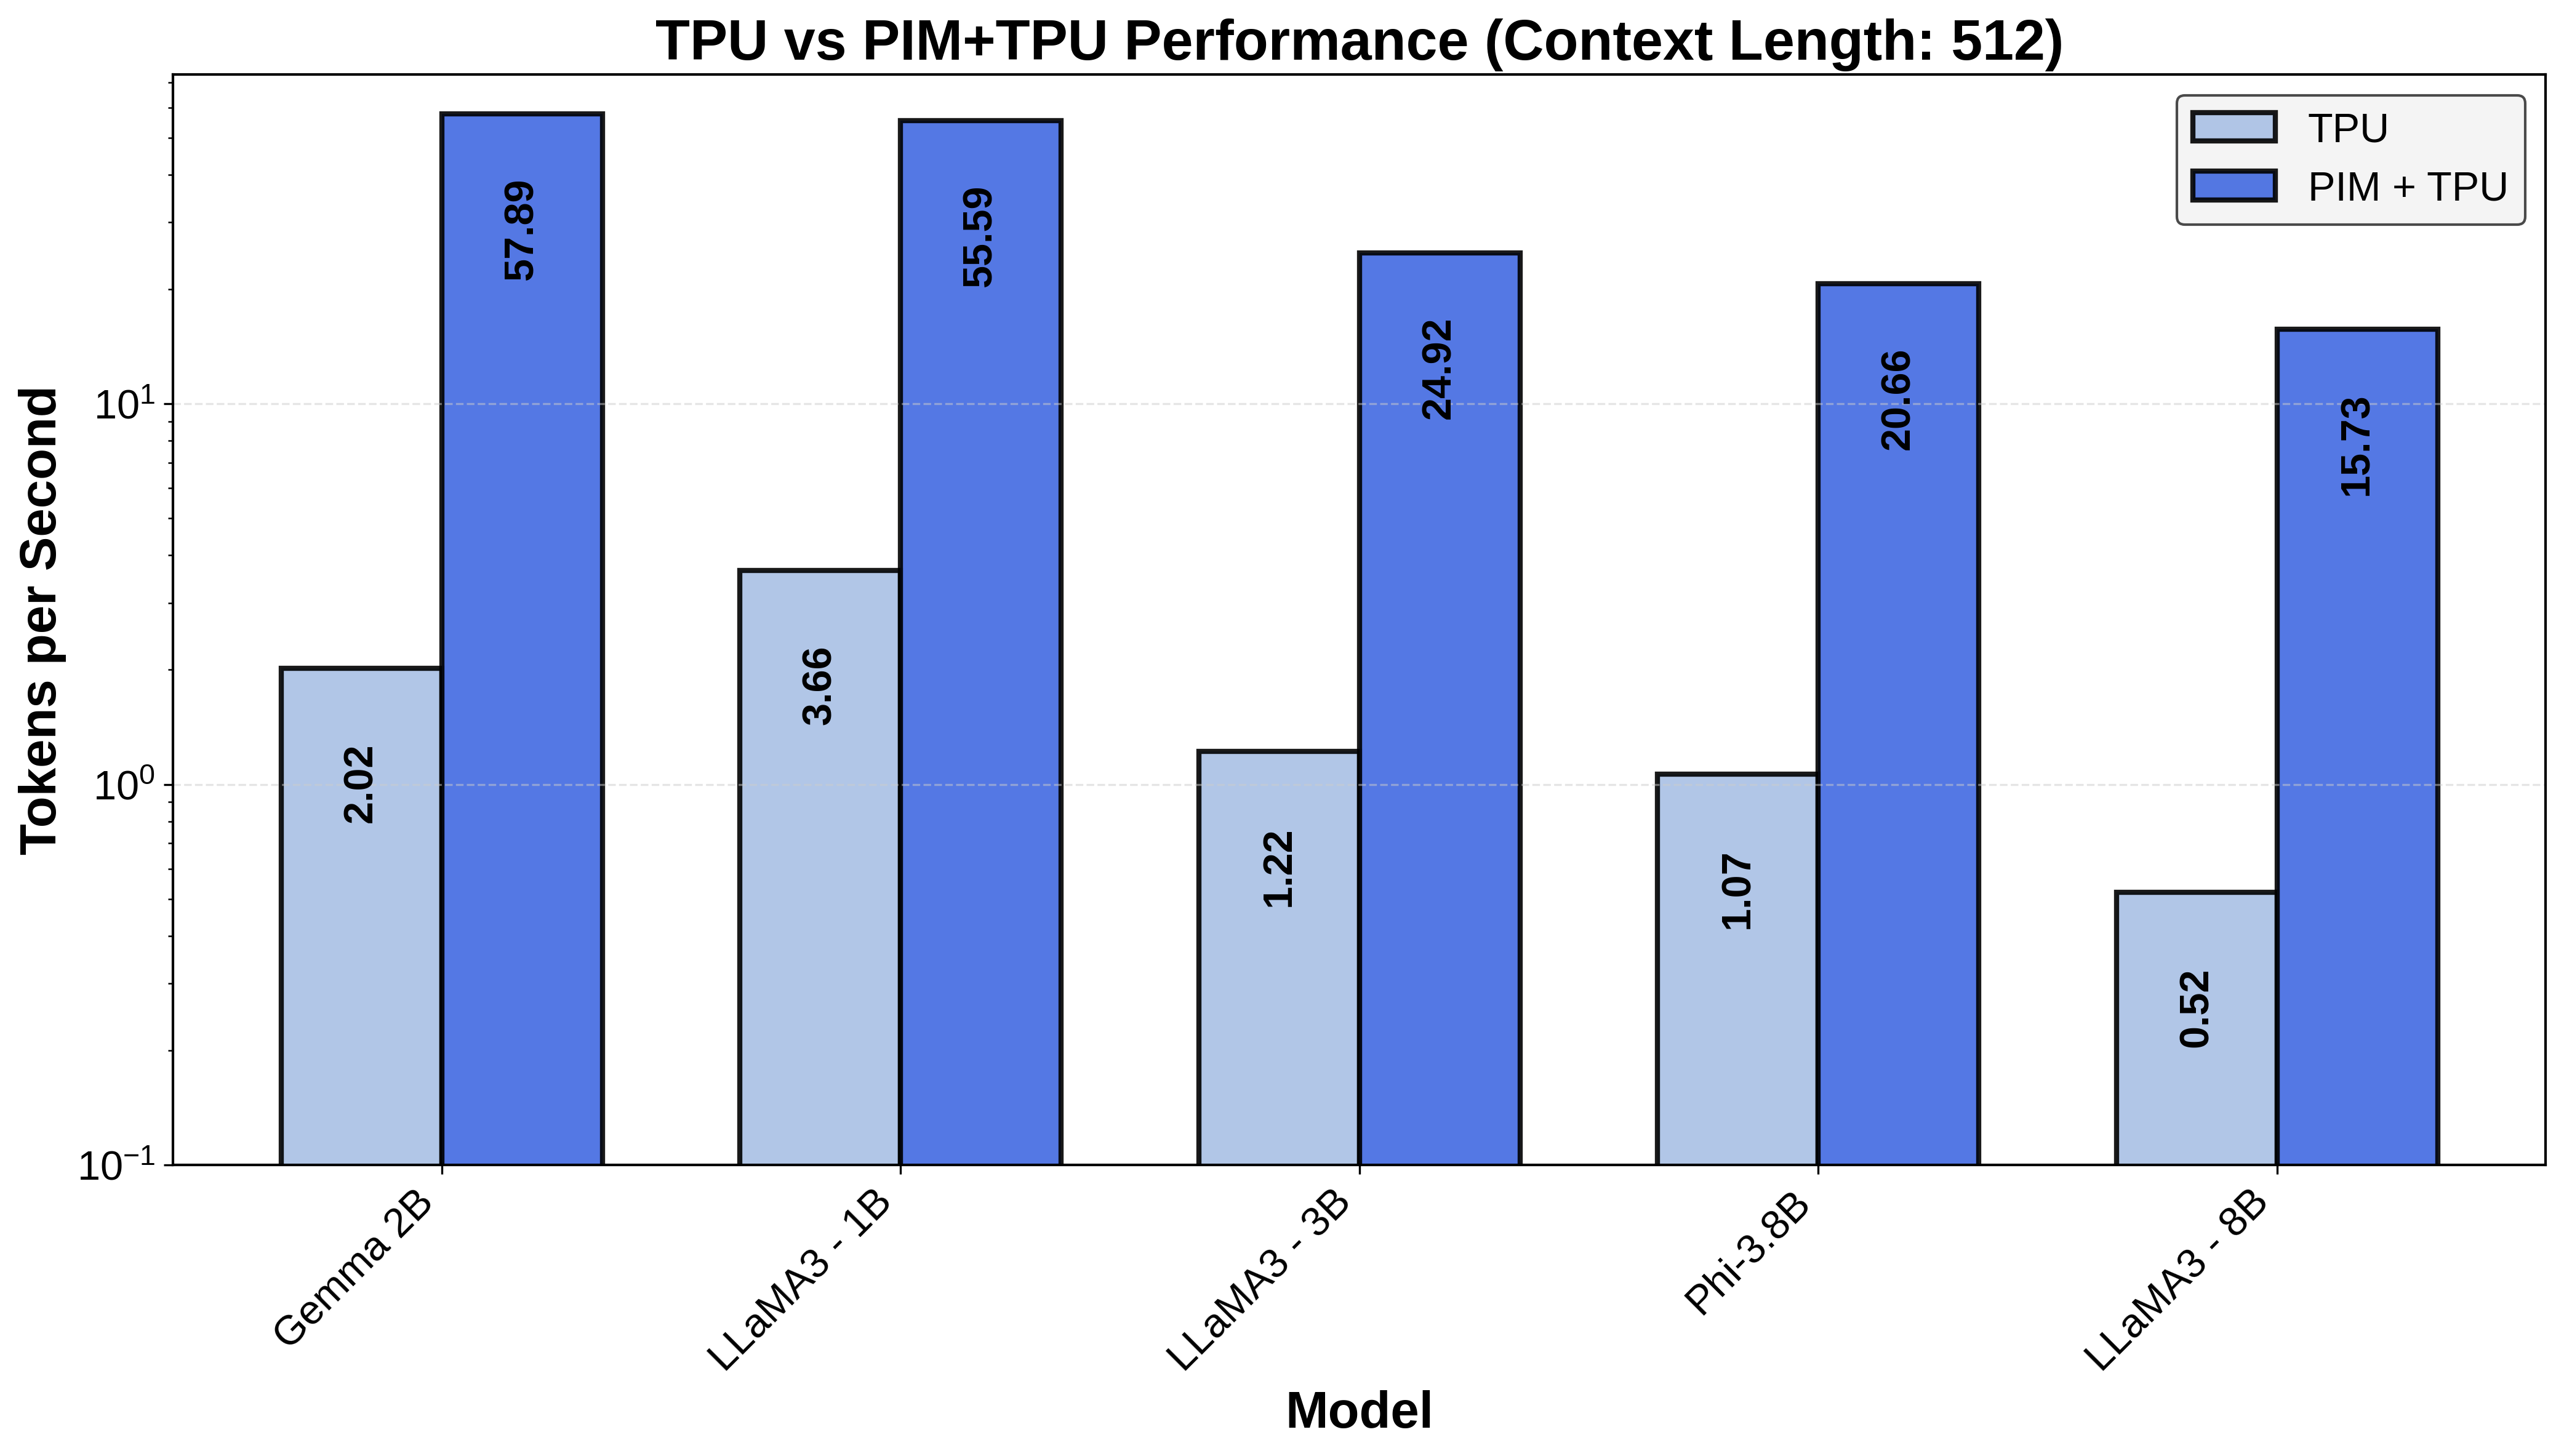 TPU vs PIM+TPU Performance (Context Length: 512)
TPU
PIM + TPU
Tokens per Second
10¹
10⁰
10⁻¹
2.02
57.89
3.66
55.59
1.22
24.92
1.07
20.66
0.52
15.73
Gemma 2B
LLaMA3 - 1B
LLaMA3 - 3B
Phi-3.8B
LLaMA3 - 8B
Model